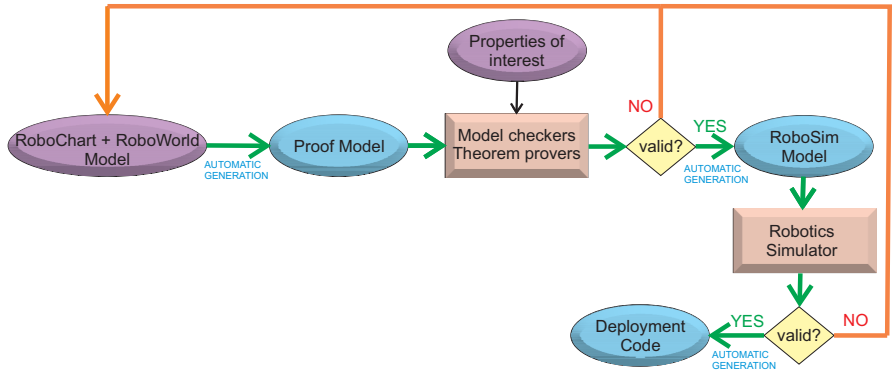 Properties of
interest
RoboChart + RoboWorld
Model
AUTOMATIC
GENERATION
Proof Model
Model checkers
Theorem provers
NO
valid?
YES
AUTOMATIC
GENERATION
RoboSim
Model
Robotics
Simulator
Deployment
Code
YES
AUTOMATIC
GENERATION
valid?
NO